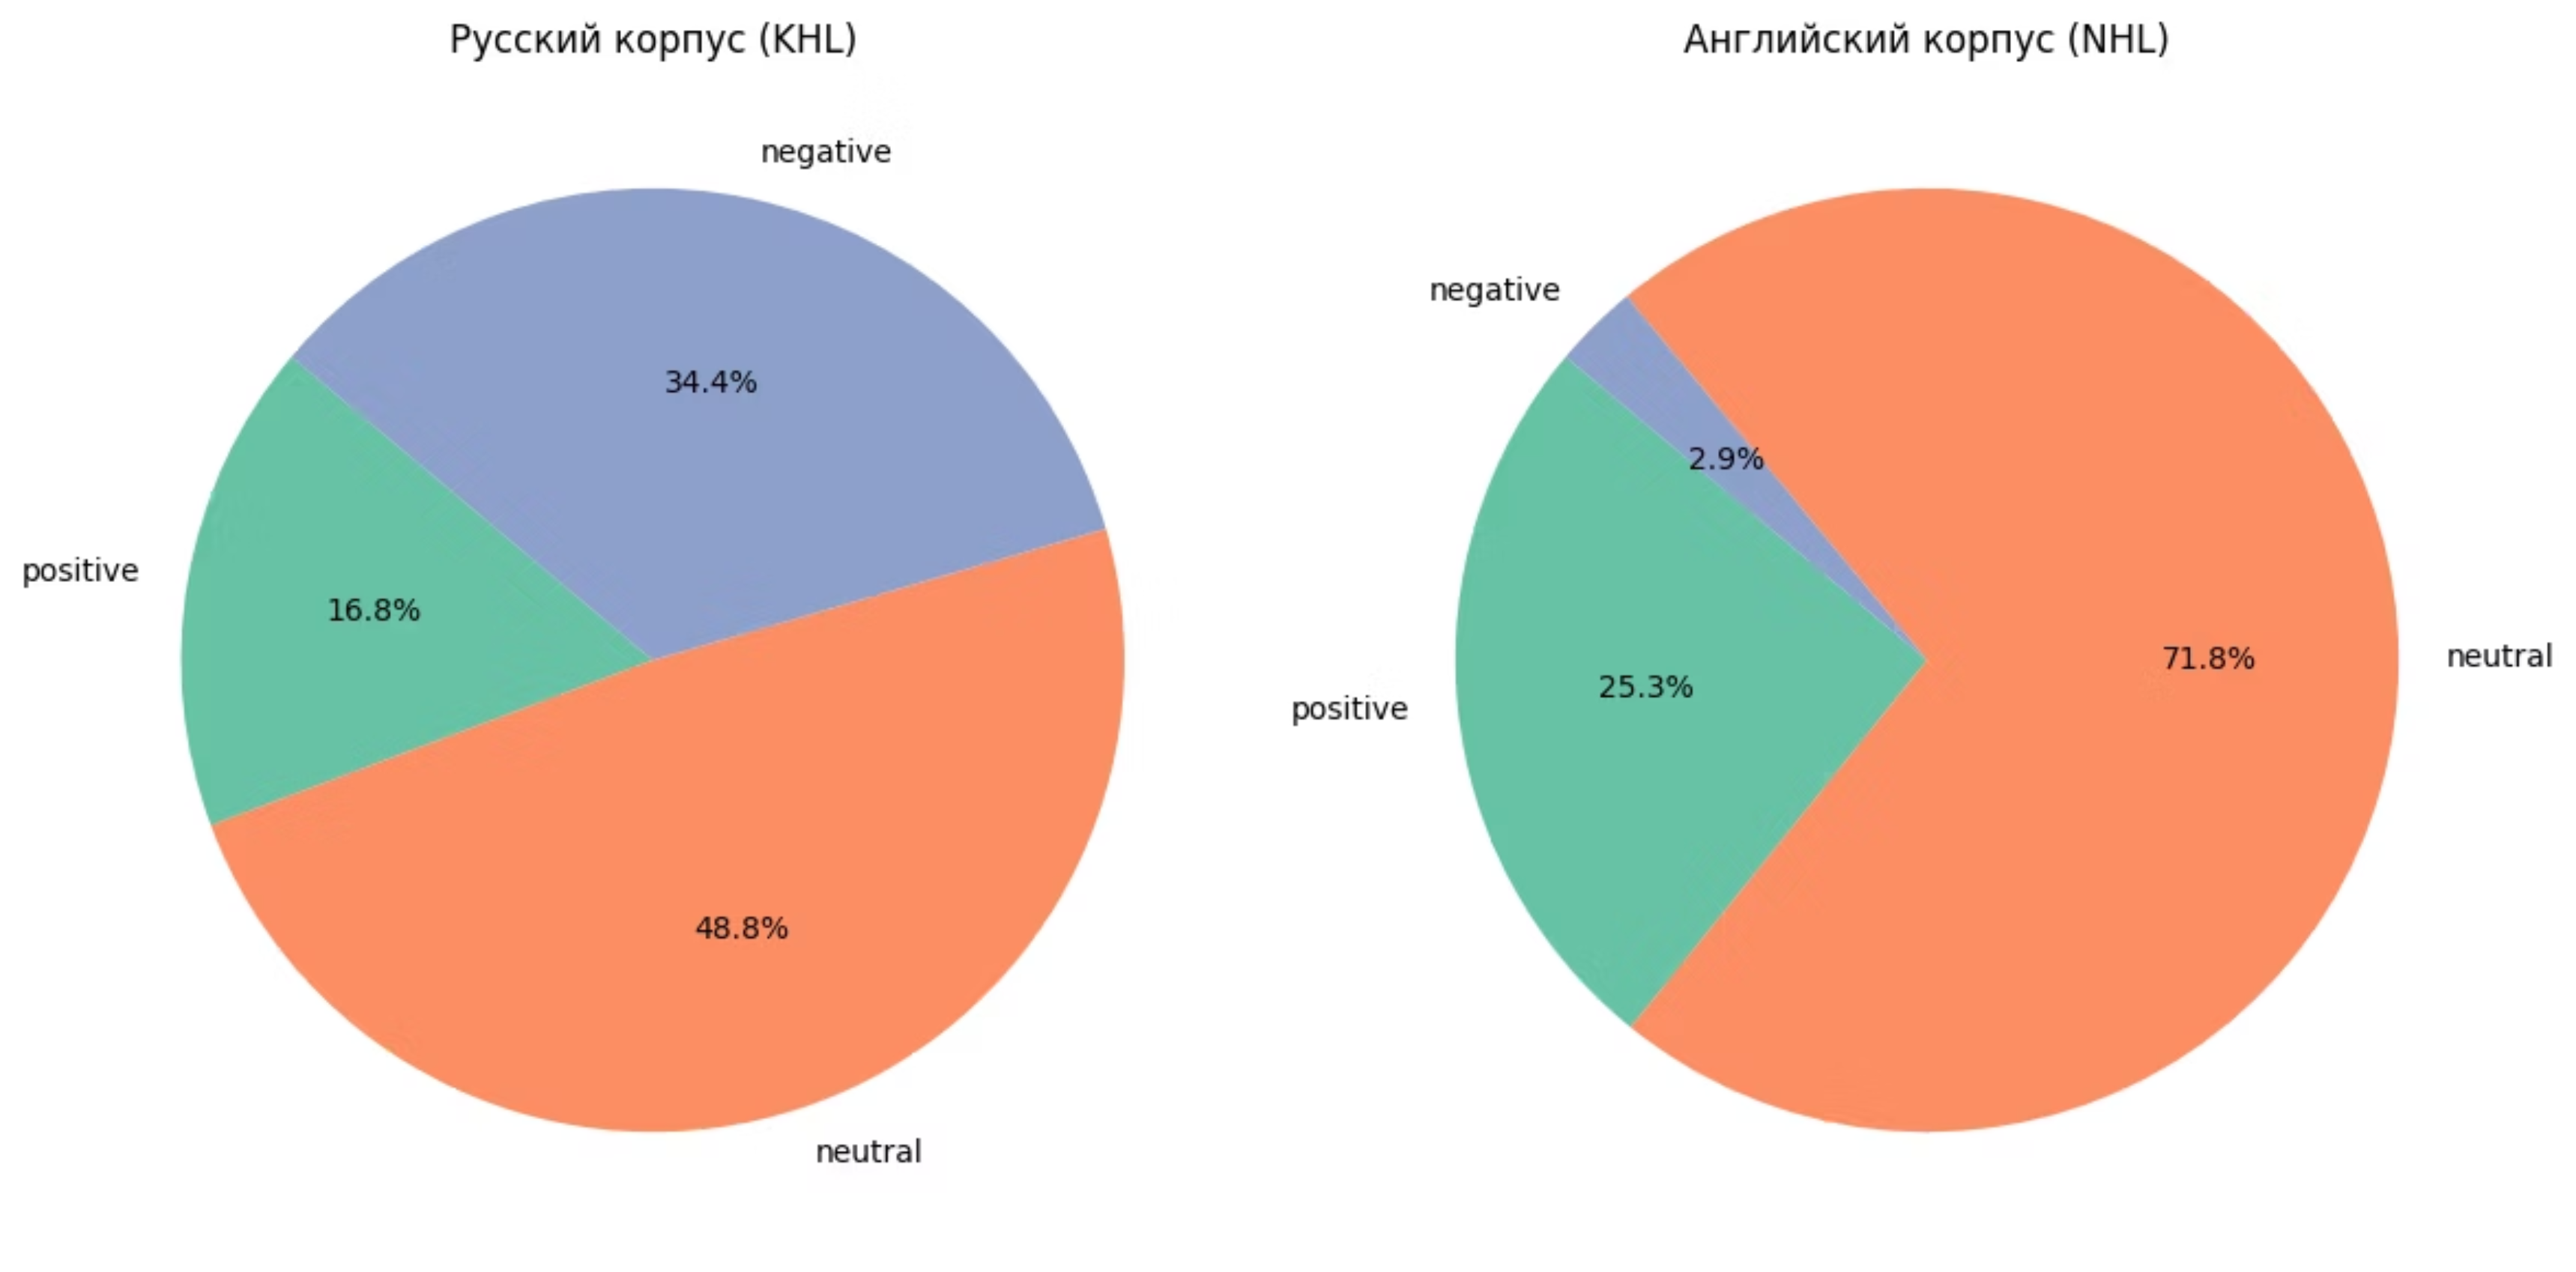 Русский корпус (KHL)
negative
34.4%
positive
16.8%
48.8%
neutral
Английский корпус (NHL)
negative
2.9%
positive
25.3%
71.8%
neutral